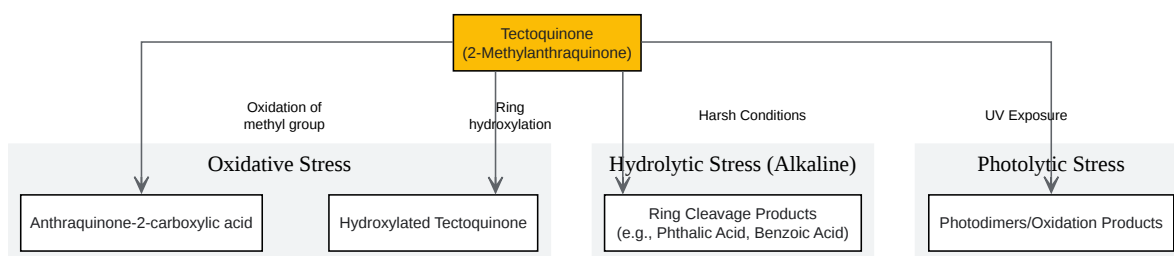 Tectoquinone
(2-Methylanthraquinone)
Oxidation of
methyl group
Ring
hydroxylation
Harsh Conditions
UV Exposure
Oxidative Stress
Hydrolytic Stress (Alkaline)
Photolytic Stress
Anthraquinone-2-carboxylic acid
Hydroxylated Tectoquinone
Ring Cleavage Products
(e.g., Phthalic Acid, Benzoic Acid)
Photodimers/Oxidation Products